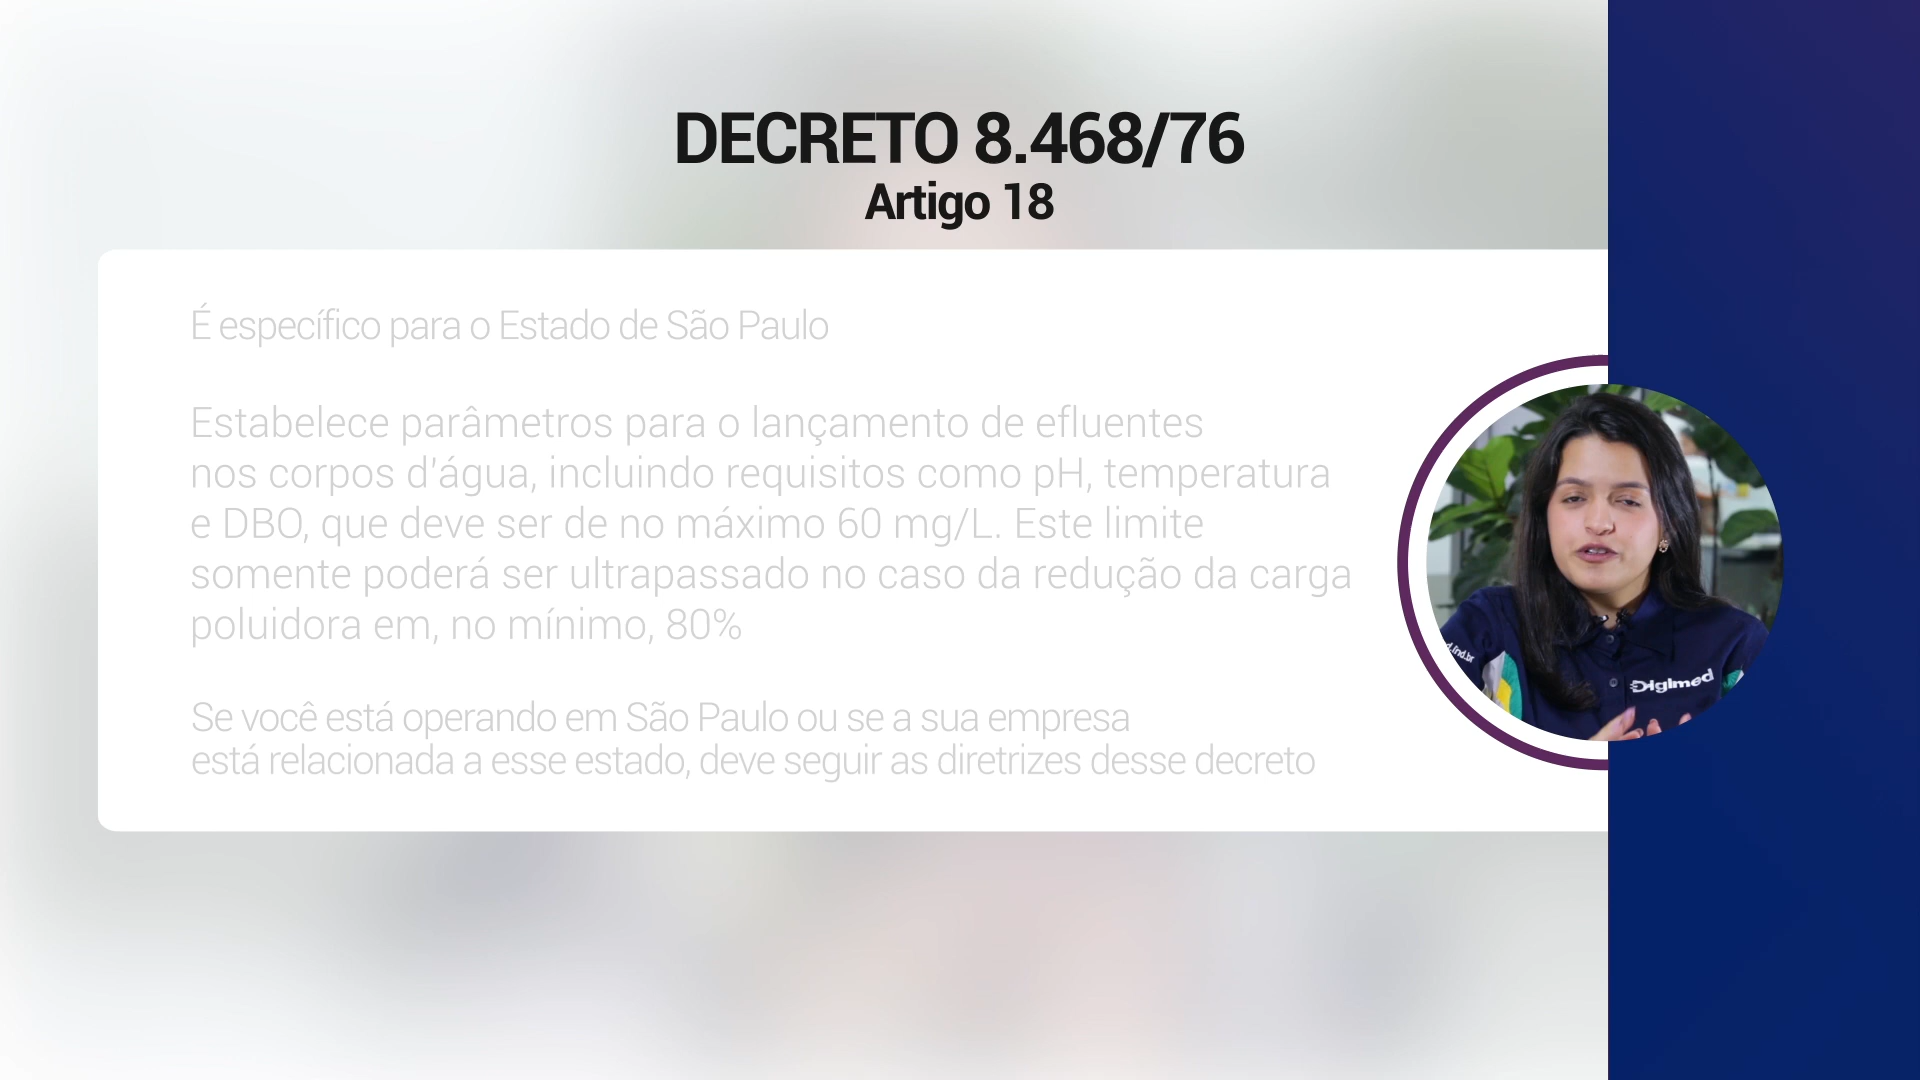 DECRETO 8.468/76
Artigo 18
É específico para o Estado de São Paulo
Estabelece parâmetros para o lançamento de efluentes
nos corpos d'água, incluindo requisitos como pH, temperatura
e DBO, que deve ser de no máximo 60 mg/L. Este limite
somente poderá ser ultrapassado no caso da redução da carga
poluidora em, no mínimo, 80%
Se você está operando em São Paulo ou se a sua empresa
está relacionada a esse estado, deve seguir as diretrizes desse decreto
d.ind.br
Digimed